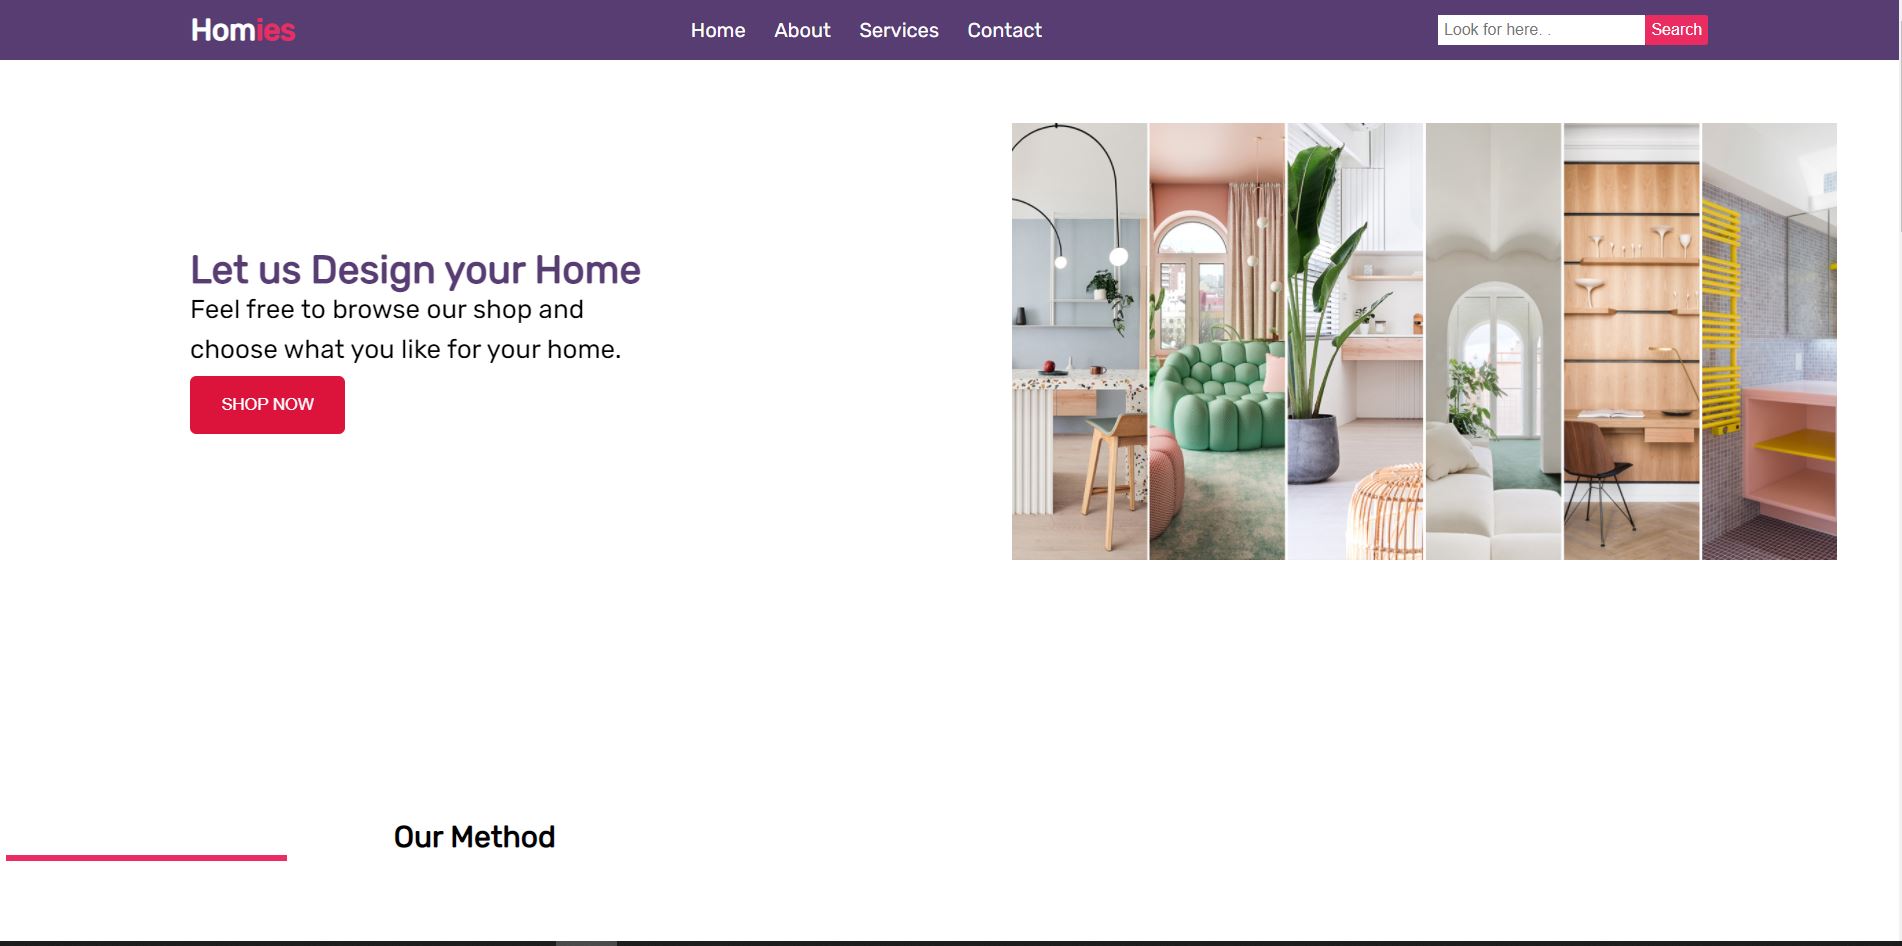 Homies
Home About Services Contact
Look for here. . Search
Let us Design your Home
Feel free to browse our shop and
choose what you like for your home.
SHOP NOW
Our Method